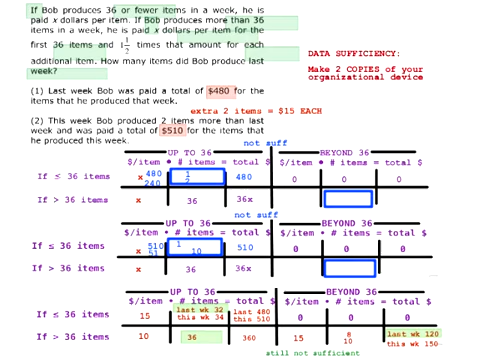 If Bob produces 36 or fewer items in a week, he is
paid x dollars per item. If Bob produces more than 36
items in a week, he is paid x dollars per item for the
first 36 items and 1 1/2 times that amount for each
additional item. How many items did Bob produce last
week?
DATA SUFFICIENCY:
Make 2 COPIES of your
organizational device
(1) Last week Bob was paid a total of $480 for the
items that he produced that week.
extra 2 items = $15 EACH
(2) This week Bob produced 2 items more than last
week and was paid a total of $510 for the items that
he produced this week.
not suff
UP TO 36 BEYOND 36
$/item • # items = total $ $/item • # items = total $
If ≤ 36 items x 480 1 480 0 0 0
240 2
If > 36 items x 36 36x
not suff
UP TO 36 BEYOND 36
$/item • # items = total $ $/item • # items = total $
If ≤ 36 items x 510 1 510 0 0 0
51 10
If > 36 items x 36 36x
UP TO 36 BEYOND 36
$/item • # items = total $ $/item • # items = total $
If ≤ 36 items 15 last wk 32 last 480 0 0 0
this wk 34 this 510
If > 36 items 10 36 360 15 8 last wk 120
10 this wk 150
still not sufficient